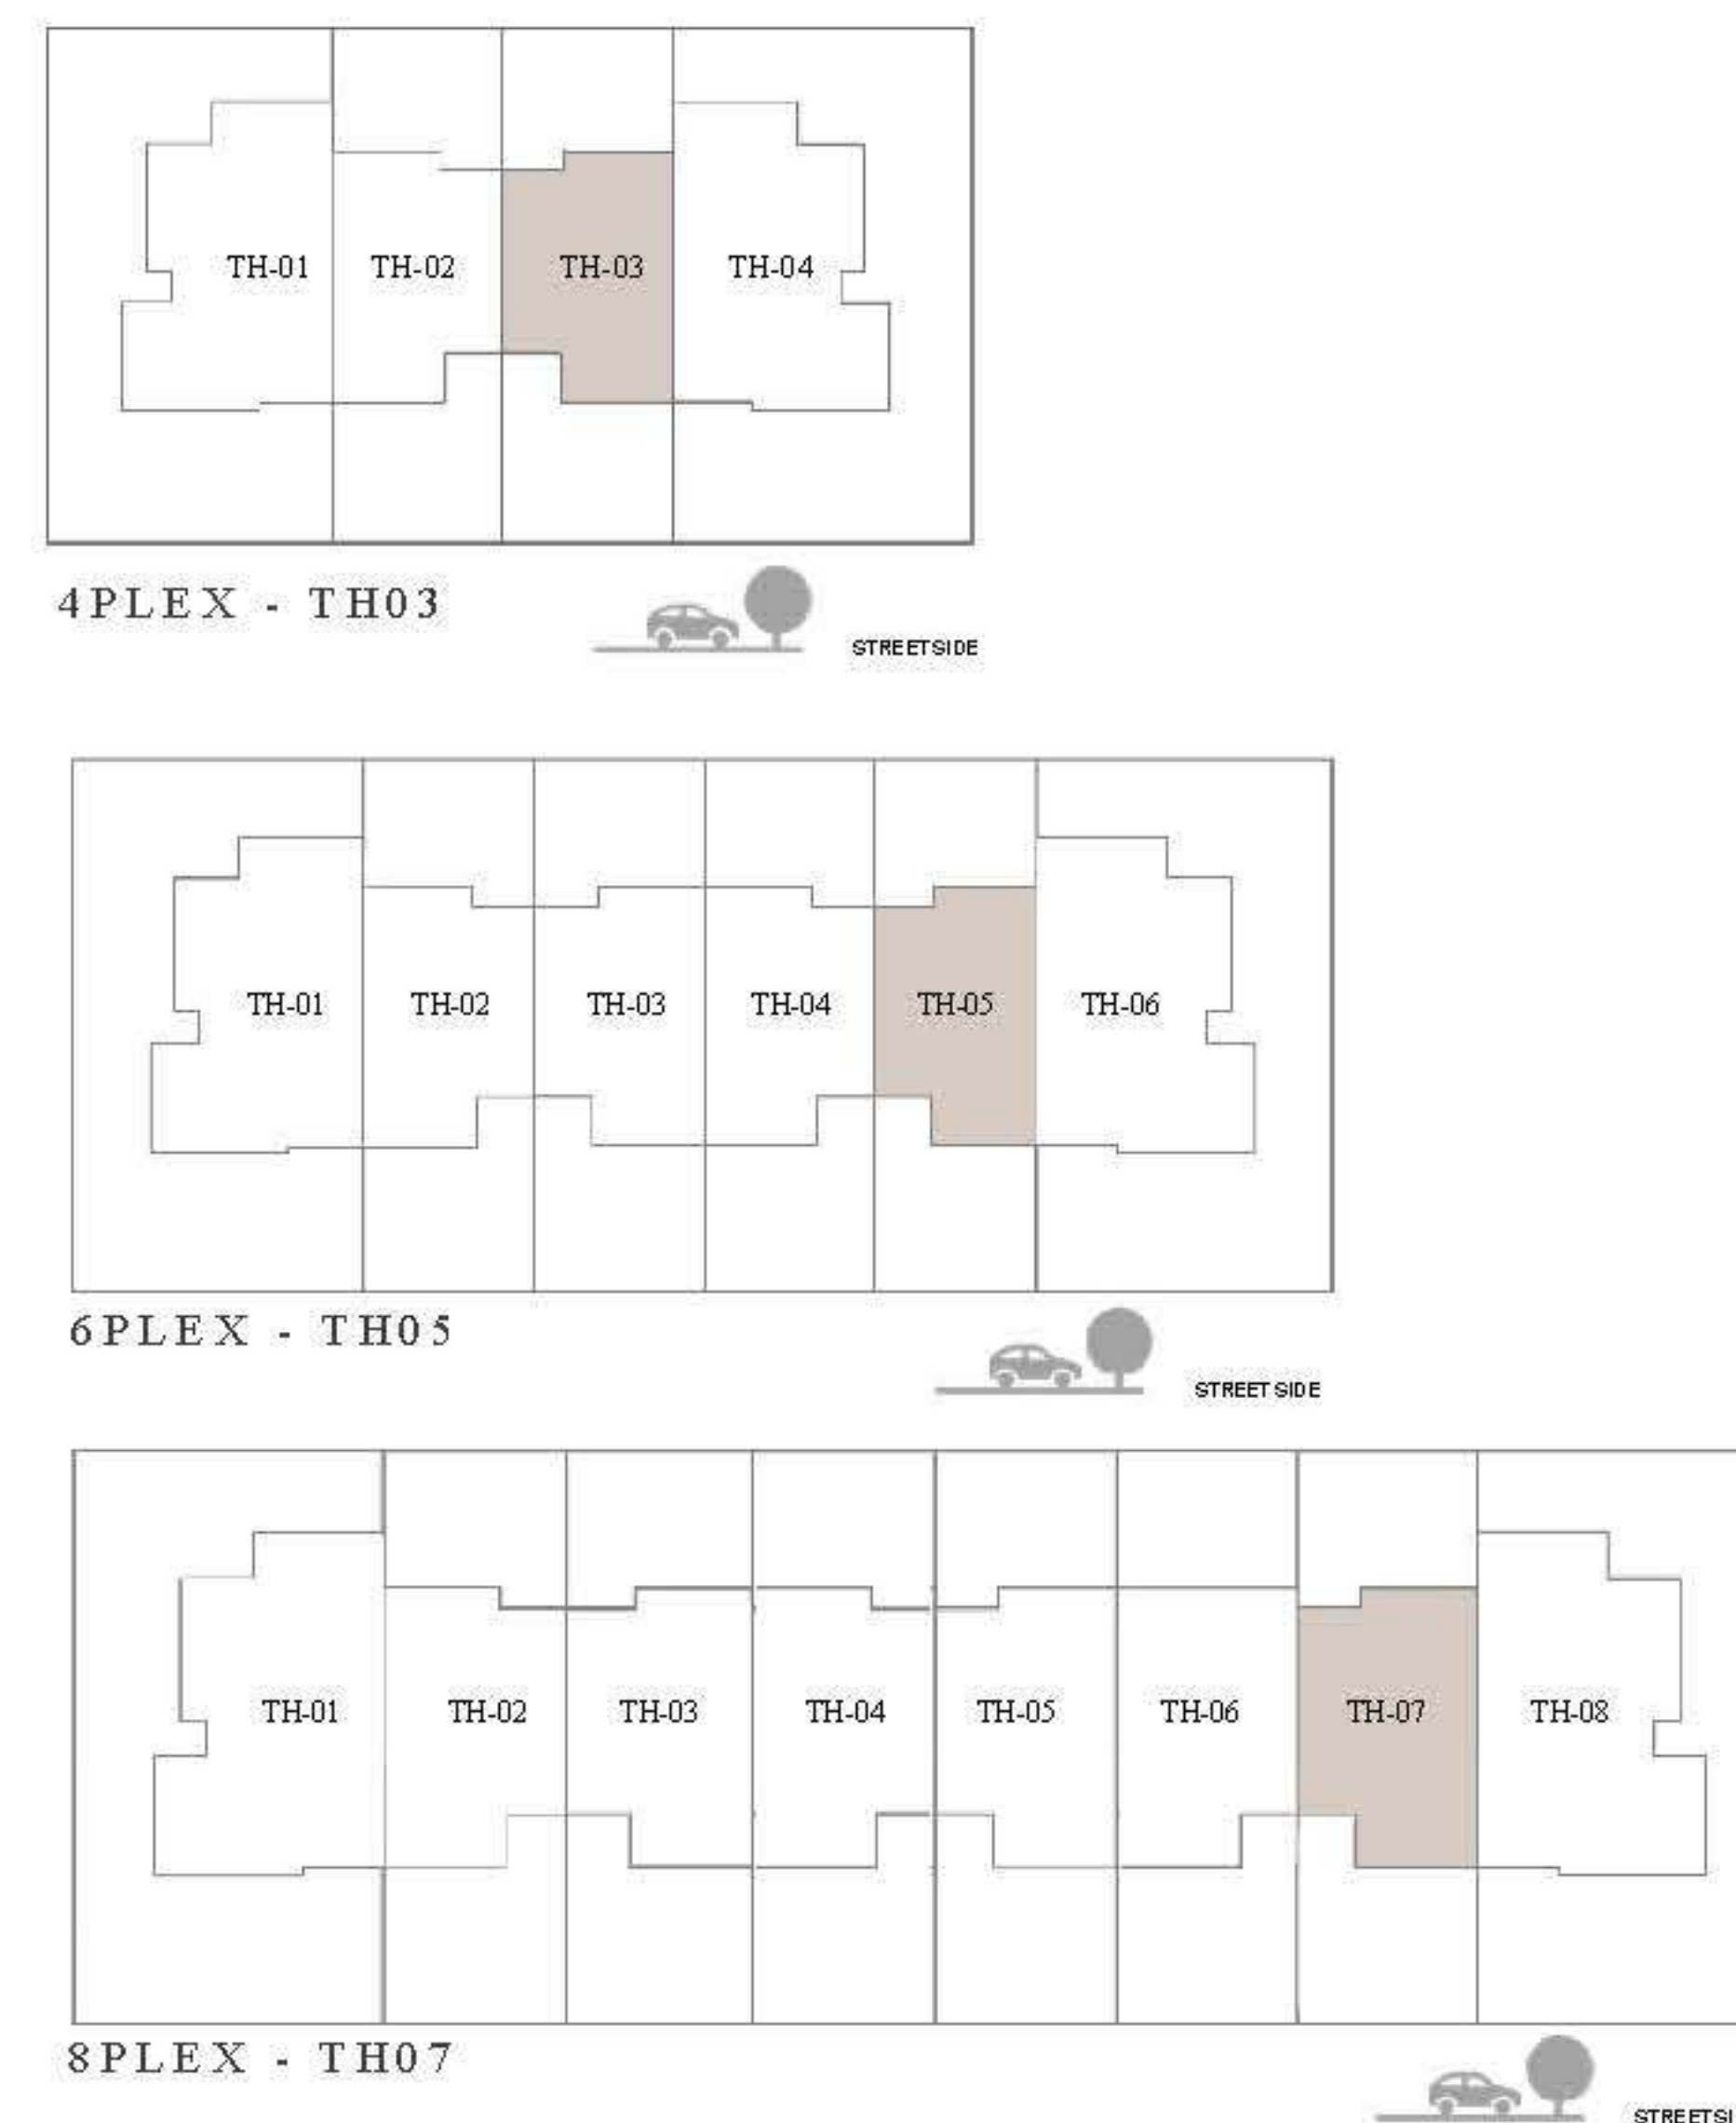 TH-01 TH-02 TH-03 TH-04
4PLEX - TH03
STREETSIDE
TH-01 TH-02 TH-03 TH-04 TH-05 TH-06
6PLEX - TH05
STREETSIDE
TH-01 TH-02 TH-03 TH-04 TH-05 TH-06 TH-07 TH-08
8PLEX - TH07
STREETSI